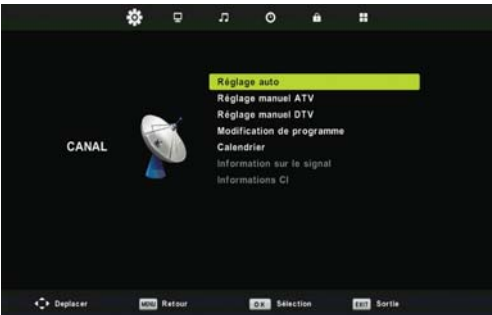 Réglage auto
Réglage manuel ATV
Réglage manuel DTV
Modification de programme
CANAL
Calendrier
Information sur le signal
Informations CI
Deplacer
MENU Retour
OK Sélection
EXIT Sortie